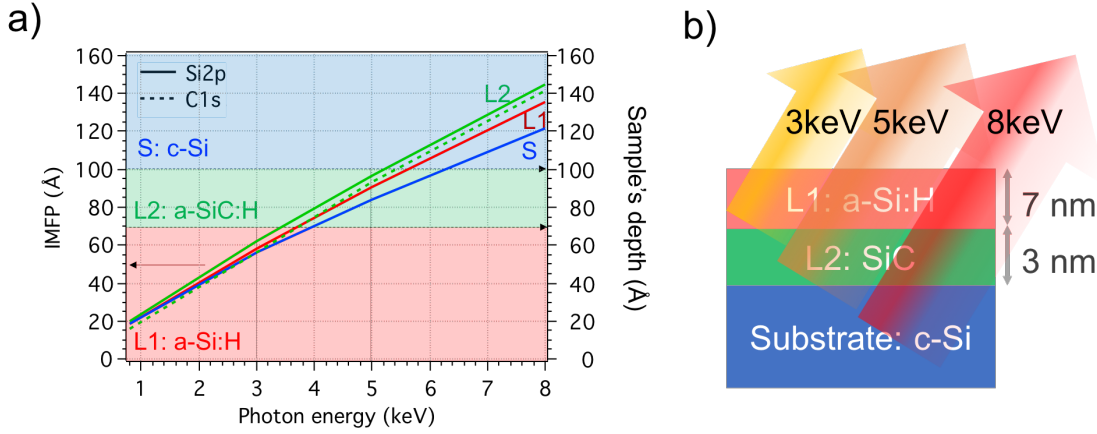 a)
160
140
120
100
80
60
40
20
0
IMFP (Å)
Si2p
C1s
S: c-Si
L2: a-SiC:H
L1: a-Si:H
L2
L1
S
160
140
120
100
80
60
40
20
0
Sample's depth (Å)
1 2 3 4 5 6 7 8
Photon energy (keV)
b)
3keV 5keV 8keV
L1: a-Si:H
7 nm
L2: SiC
3 nm
Substrate: c-Si